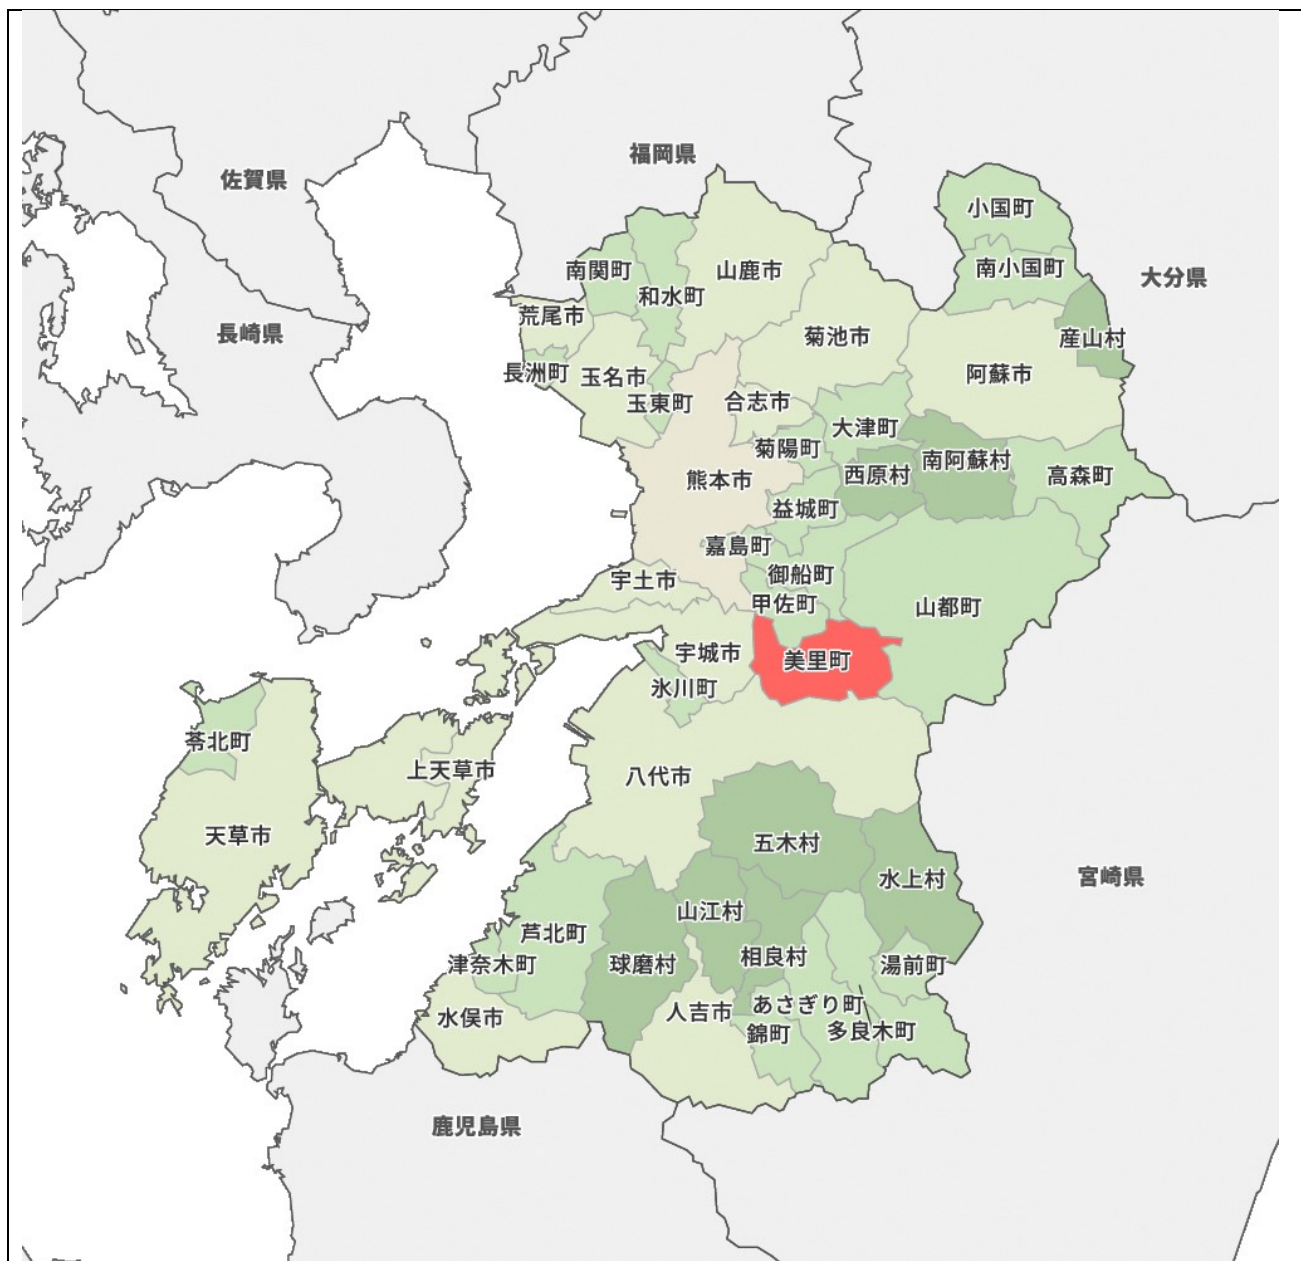 福岡県
佐賀県
小国町
南小国町
大分県
南関町
山鹿市
和水町
荒尾市
長崎県
菊池市
産山村
長洲町
玉名市
阿蘇市
玉東町
合志市
大津町
菊陽町
南阿蘇村
熊本市
西原村
高森町
益城町
嘉島町
御船町
宇土市
甲佐町
山都町
宇城市
美里町
氷川町
苓北町
上天草市
八代市
天草市
五木村
水上村
宮崎県
山江村
芦北町
津奈木町
球磨村
相良村
湯前町
あさぎり町
人吉市
水俣市
錦町
多良木町
鹿児島県